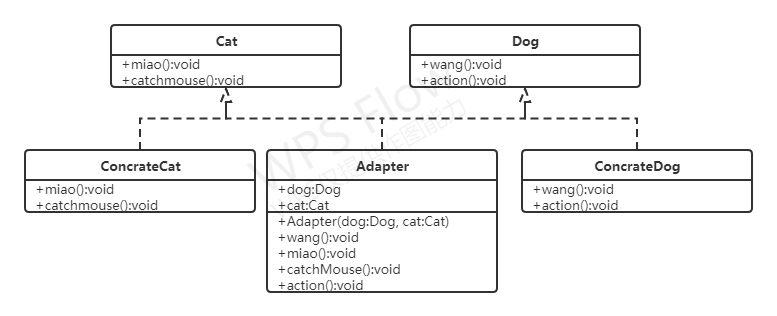 Cat
+miao():void
+catchmouse():void
Dog
+wang():void
+action():void
ConcrateCat
+miao():void
+catchmouse():void
Adapter
+dog:Dog
+cat:Cat
+Adapter(dog:Dog, cat:Cat)
+wang():void
+miao():void
+catchMouse():void
+action():void
ConcrateDog
+wang():void
+action():void
WPS Flow